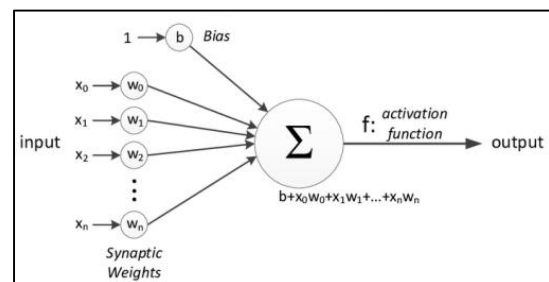 1 b Bias
x₀ w₀
x₁ w₁
input
x₂ w₂
xₙ wₙ
Synaptic
Weights
Σ
b+x₀w₀+x₁w₁+...+xₙwₙ
f: activation
function
output